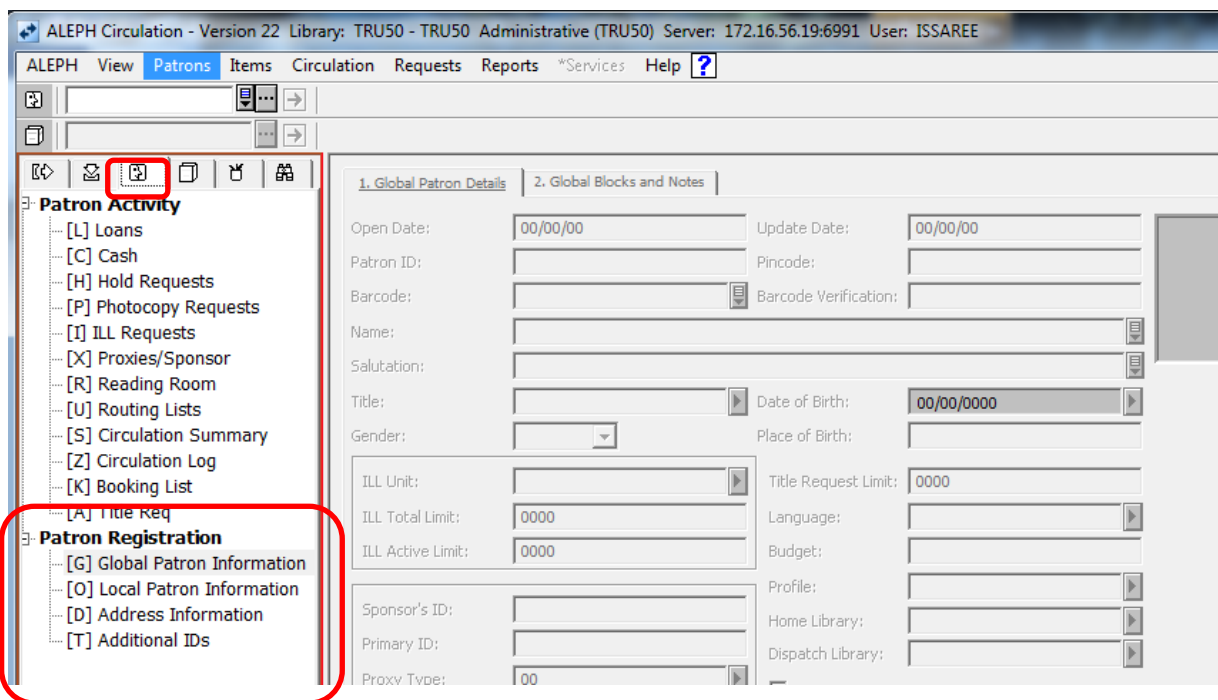 ALEPH Circulation - Version 22 Library: TRU50 - TRU50 Administrative (TRU50) Server: 172.16.56.19:6991 User: ISSAREE
ALEPH View Patrons Items Circulation Requests Reports *Services Help ?
Patron Activity
[L] Loans
[C] Cash
[H] Hold Requests
[P] Photocopy Requests
[I] ILL Requests
[X] Proxies/Sponsor
[R] Reading Room
[U] Routing Lists
[S] Circulation Summary
[Z] Circulation Log
[K] Booking List
[A] Title Req
Patron Registration
[G] Global Patron Information
[O] Local Patron Information
[D] Address Information
[T] Additional IDs
1. Global Patron Details 2. Global Blocks and Notes
Open Date: 00/00/00 Update Date: 00/00/00
Patron ID: Pincode:
Barcode: Barcode Verification:
Name:
Salutation:
Title: Date of Birth: 00/00/0000
Gender: Place of Birth:
ILL Unit: Title Request Limit: 0000
ILL Total Limit: 0000 Language:
ILL Active Limit: 0000 Budget:
Profile:
Sponsor's ID: Home Library:
Primary ID: Dispatch Library:
Proxy Type: 00